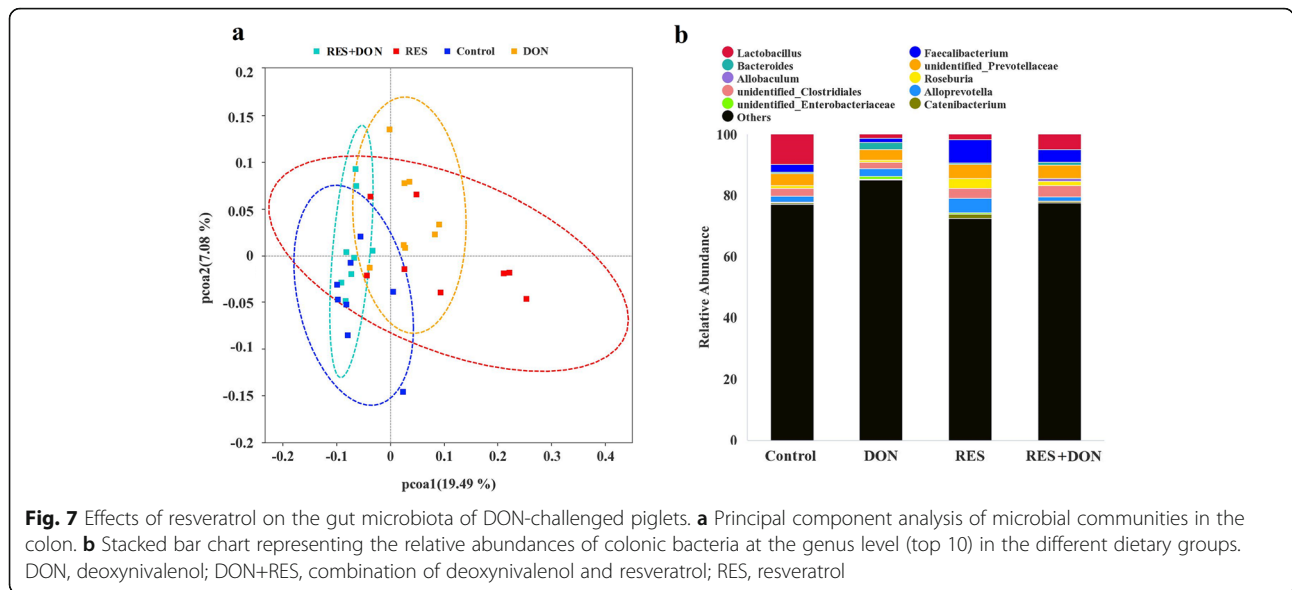 a
RES+DON RES Control DON
0.2
0.15
0.1
0.05
0
-0.05
-0.1
-0.15
-0.2
pcoa2(7.08 %)
-0.2 -0.1 0 0.1 0.2 0.3 0.4
pcoa1(19.49 %)
b
Lactobacillus Faecalibacterium
Bacteroides unidentified_Prevotellaceae
Allobaculum Roseburia
unidentified_Clostridiales Alloprevotella
unidentified_Enterobacteriaceae Catenibacterium
Others
100
80
60
40
20
0
Relative Abundance
Control DON RES RES+DON
Fig. 7 Effects of resveratrol on the gut microbiota of DON-challenged piglets. a Principal component analysis of microbial communities in the
colon. b Stacked bar chart representing the relative abundances of colonic bacteria at the genus level (top 10) in the different dietary groups.
DON, deoxynivalenol; DON+RES, combination of deoxynivalenol and resveratrol; RES, resveratrol